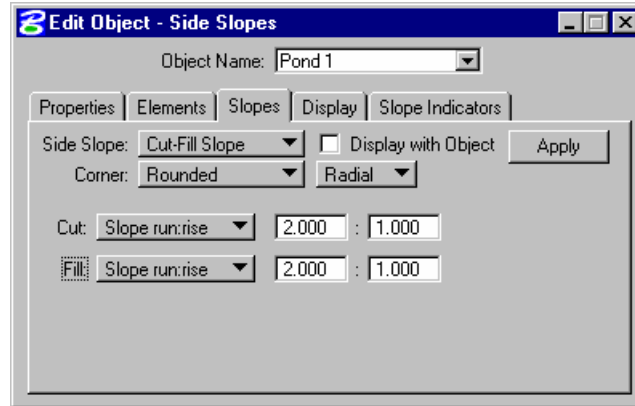 Edit Object - Side Slopes
Object Name: Pond 1
Properties Elements Slopes Display Slope Indicators
Side Slope: Cut-Fill Slope Display with Object Apply
Corner: Rounded Radial
Cut: Slope run:rise 2.000 : 1.000
Fill: Slope run:rise 2.000 : 1.000